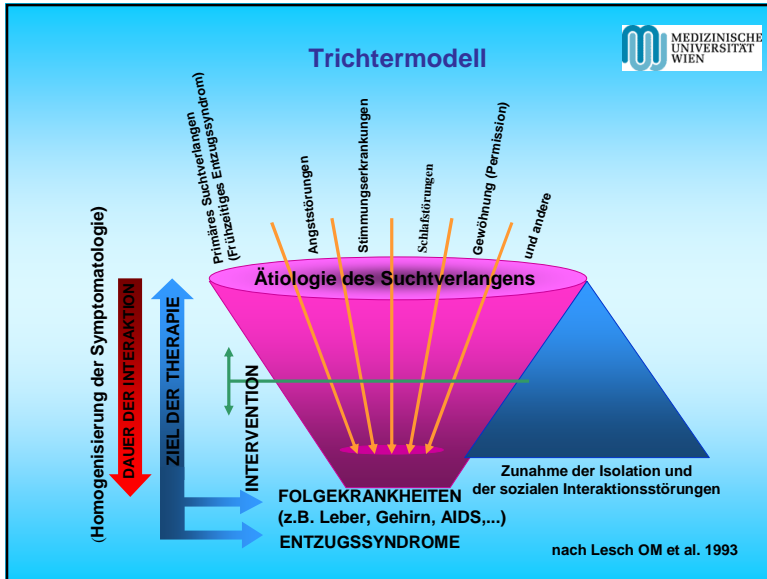 Trichtermodell
MEDIZINISCHE
UNIVERSITÄT
WIEN
Primäres Suchtverlangen
(Frühzeitiges Entzugssyndrom)
Angststörungen
Stimmungserkrankungen
Schlafstörungen
Gewöhnung (Permission)
und andere
Ätiologie des Suchtverlangens
(Homogenisierung der Symptomatologie)
DAUER DER INTERAKTION
ZIEL DER THERAPIE
INTERVENTION
Zunahme der Isolation und
der sozialen Interaktionsstörungen
FOLGEKRANKHEITEN
(z.B. Leber, Gehirn, AIDS,...)
ENTZUGSSYNDROME
nach Lesch OM et al. 1993